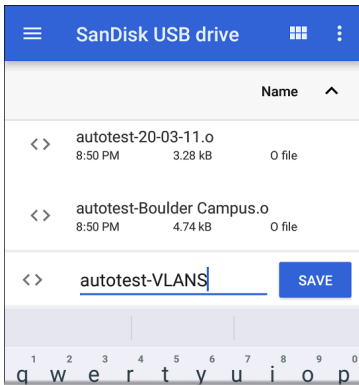 SanDisk USB drive
Name
autotest-20-03-11.o
8:50 PM 3.28 kB O file
autotest-Boulder Campus.o
8:50 PM 4.74 kB O file
autotest-VLANS SAVE
1 2 3 4 5 6 7 8 9 0
q w e r t y u i o p